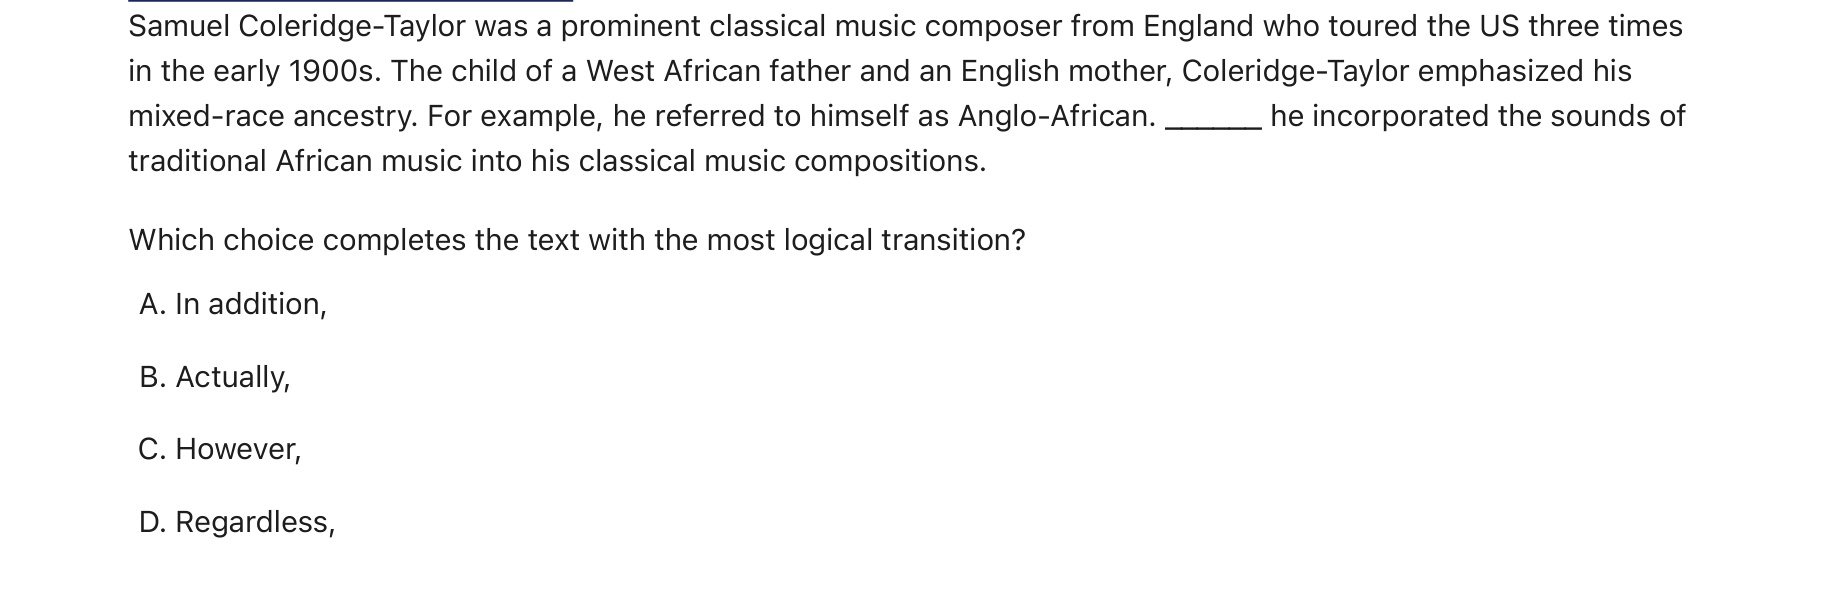 Samuel Coleridge-Taylor was a prominent classical music composer from England who toured the US three times
in the early 1900s. The child of a West African father and an English mother, Coleridge-Taylor emphasized his
mixed-race ancestry. For example, he referred to himself as Anglo-African. ______ he incorporated the sounds of
traditional African music into his classical music compositions.
Which choice completes the text with the most logical transition?
A. In addition,
B. Actually,
C. However,
D. Regardless,